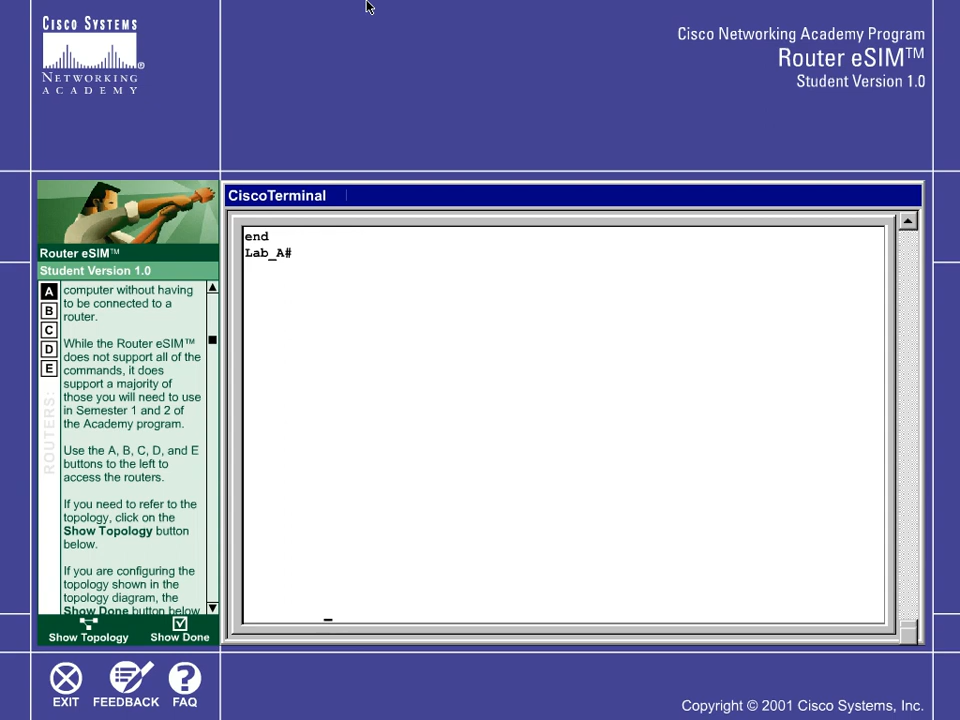 CISCO SYSTEMS
NETWORKING
ACADEMY
Cisco Networking Academy Program
Router eSIM™
Student Version 1.0
Router eSIM™
Student Version 1.0
A
B
C
D
E
ROUTERS:
computer without having
to be connected to a
router.
While the Router eSIM™
does not support all of the
commands, it does
support a majority of
those you will need to use
in Semester 1 and 2 of
the Academy program.
Use the A, B, C, D, and E
buttons to the left to
access the routers.
If you need to refer to the
topology, click on the
Show Topology button
below.
If you are configuring the
topology shown in the
topology diagram, the
Show Done button below
Show Topology
Show Done
CiscoTerminal
end
Lab_A#
EXIT
FEEDBACK
FAQ
Copyright © 2001 Cisco Systems, Inc.